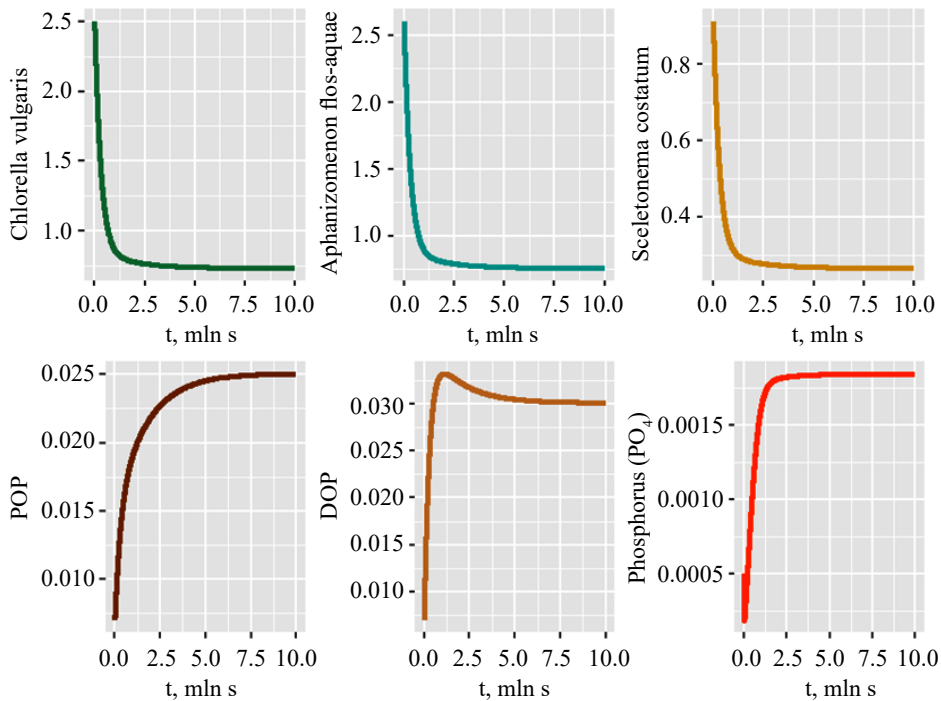 Chlorella vulgaris
2.5
2.0
1.5
1.0
0.0 2.5 5.0 7.5 10.0
t, mln s
Aphanizomenon flos-aquae
2.5
2.0
1.5
1.0
0.0 2.5 5.0 7.5 10.0
t, mln s
Sceletonema costatum
0.8
0.6
0.4
0.0 2.5 5.0 7.5 10.0
t, mln s
POP
0.025
0.020
0.015
0.010
0.0 2.5 5.0 7.5 10.0
t, mln s
DOP
0.030
0.025
0.020
0.015
0.010
0.0 2.5 5.0 7.5 10.0
t, mln s
Phosphorus (PO₄)
0.0015
0.0010
0.0005
0.0 2.5 5.0 7.5 10.0
t, mln s